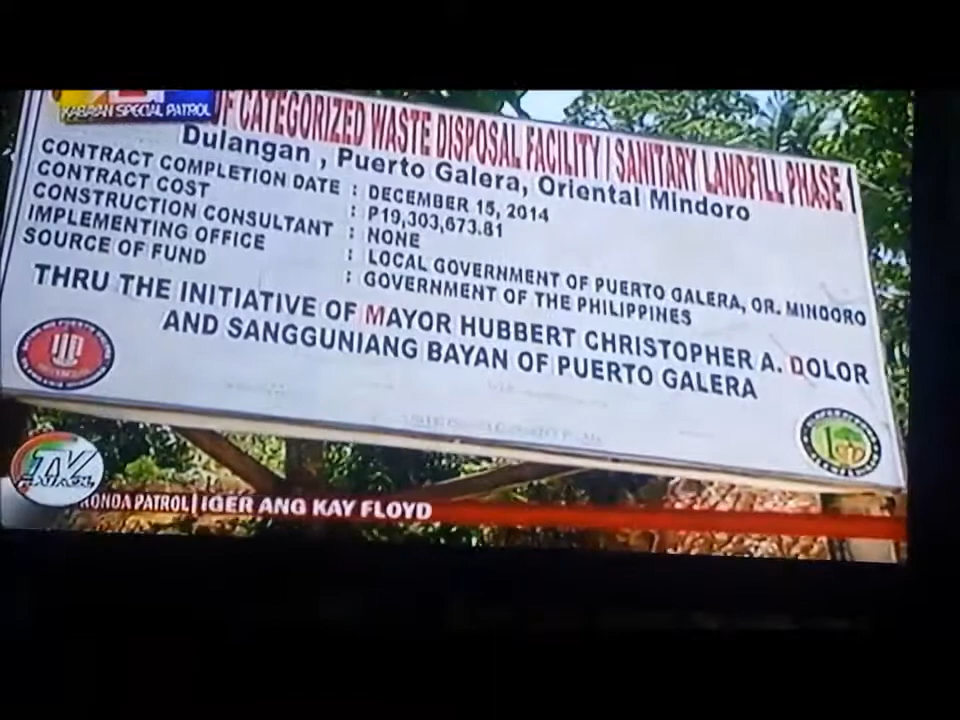 KABAYAN SPECIAL PATROL
OF CATEGORIZED WASTE DISPOSAL FACILITY / SANITARY LANDFILL PHASE 1
Dulangan , Puerto Galera, Oriental Mindoro
CONTRACT COMPLETION DATE : DECEMBER 15, 2014
CONTRACT COST : P19,303,673.81
CONSTRUCTION CONSULTANT : NONE
IMPLEMENTING OFFICE : LOCAL GOVERNMENT OF PUERTO GALERA, OR. MINDORO
SOURCE OF FUND : GOVERNMENT OF THE PHILIPPINES
THRU THE INITIATIVE OF MAYOR HUBBERT CHRISTOPHER A. DOLOR
AND SANGGUNIANG BAYAN OF PUERTO GALERA
TV PATROL
RONDA PATROL | IGER ANG KAY FLOYD